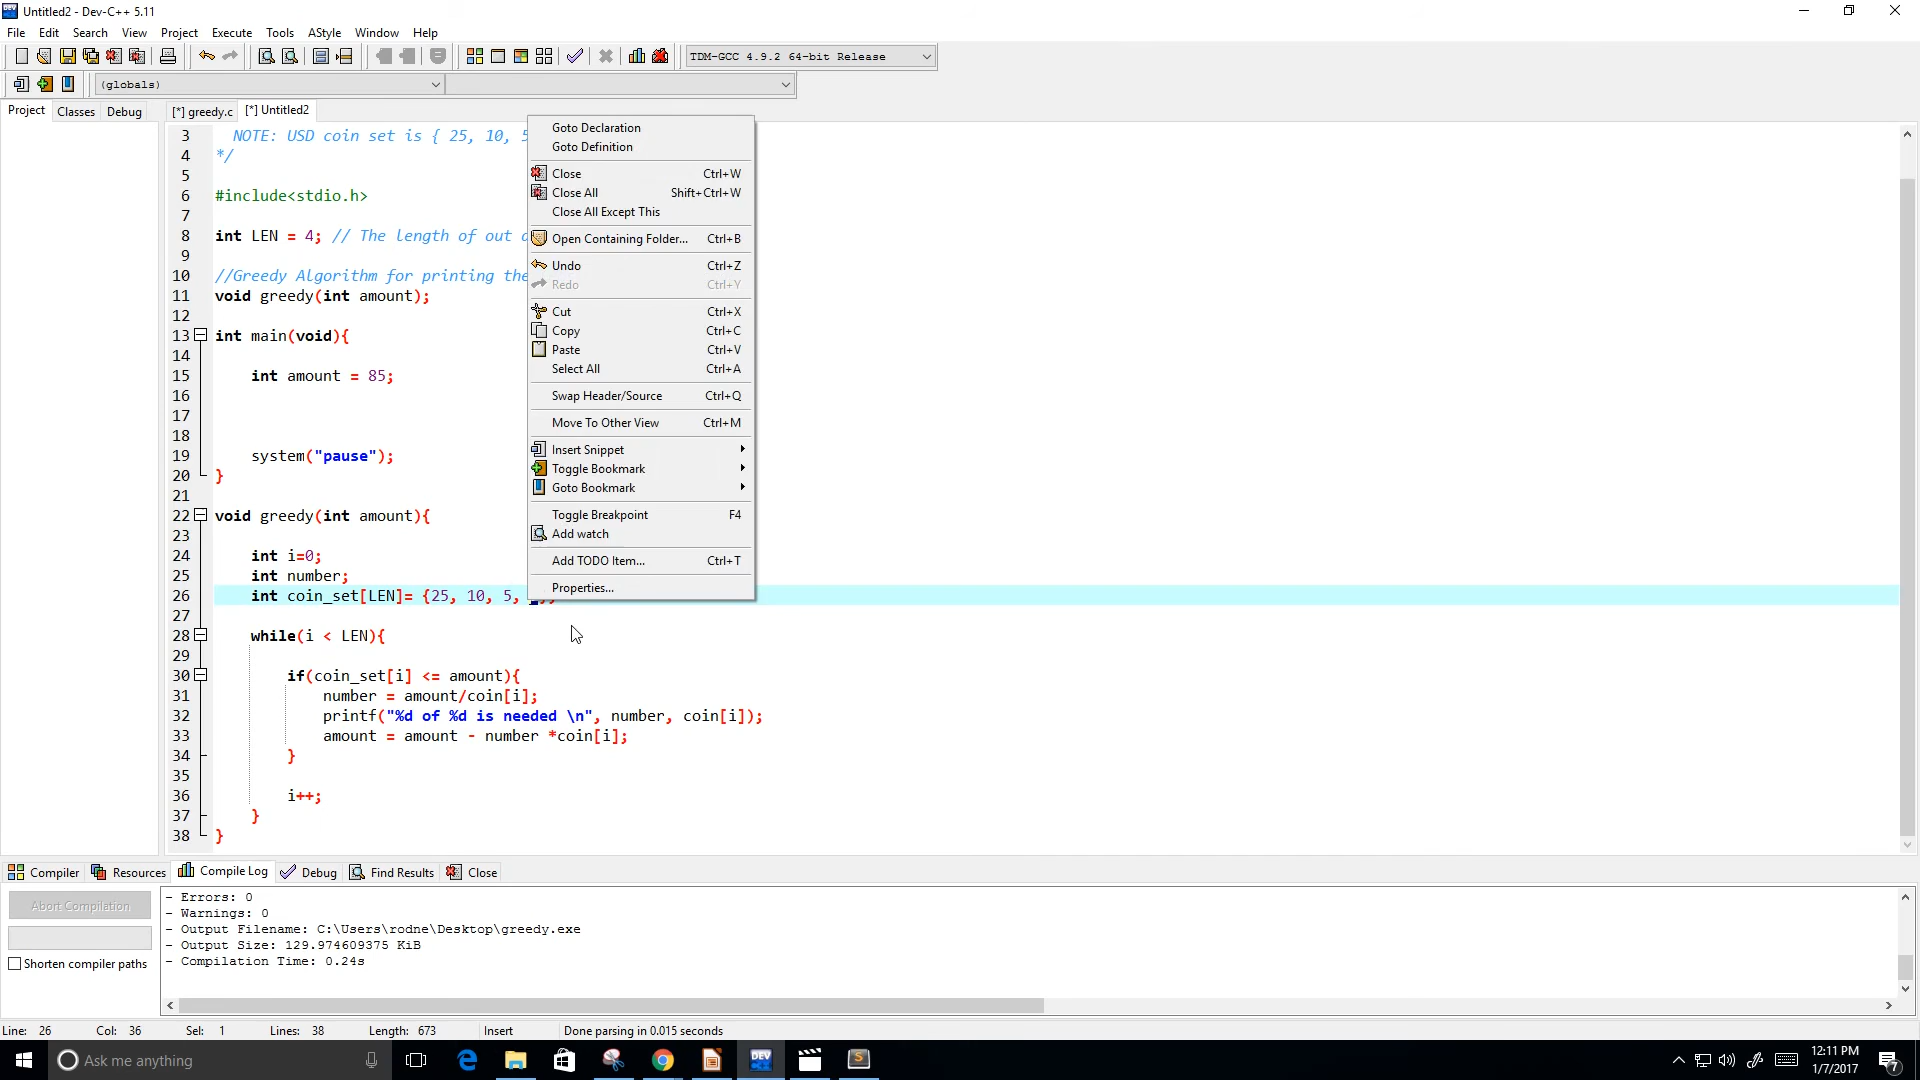 Untitled2 - Dev-C++ 5.11
File Edit Search View Project Execute Tools AStyle Window Help
TDM-GCC 4.9.2 64-bit Release
(globals)
Project Classes Debug [*] greedy.c [*] Untitled2
3 NOTE: USD coin set is { 25, 10, 5
4 */
5
6 #include<stdio.h>
7
8 int LEN = 4; // The length of out
9
10 //Greedy Algorithm for printing the
11 void greedy(int amount);
12
13 int main(void){
14
15 int amount = 85;
16
17
18
19 system("pause");
20 }
21
22 void greedy(int amount){
23
24 int i=0;
25 int number;
26 int coin_set[LEN]= {25, 10, 5,
27
28 while(i < LEN){
29
30 if(coin_set[i] <= amount){
31 number = amount/coin[i];
32 printf("%d of %d is needed \n", number, coin[i]);
33 amount = amount - number *coin[i];
34 }
35
36 i++;
37 }
38 }
Goto Declaration
Goto Definition
Close Ctrl+W
Close All Shift+Ctrl+W
Close All Except This
Open Containing Folder... Ctrl+B
Undo Ctrl+Z
Redo Ctrl+Y
Cut Ctrl+X
Copy Ctrl+C
Paste Ctrl+V
Select All Ctrl+A
Swap Header/Source Ctrl+Q
Move To Other View Ctrl+M
Insert Snippet
Toggle Bookmark
Goto Bookmark
Toggle Breakpoint F4
Add watch
Add TODO Item... Ctrl+T
Properties...
Compiler Resources Compile Log Debug Find Results Close
Abort Compilation
Shorten compiler paths
- Errors: 0
- Warnings: 0
- Output Filename: C:\Users\rodne\Desktop\greedy.exe
- Output Size: 129.974609375 KiB
- Compilation Time: 0.24s
Line: 26 Col: 36 Sel: 1 Lines: 38 Length: 673 Insert Done parsing in 0.015 seconds
Ask me anything
DEV
12:11 PM
1/7/2017
7